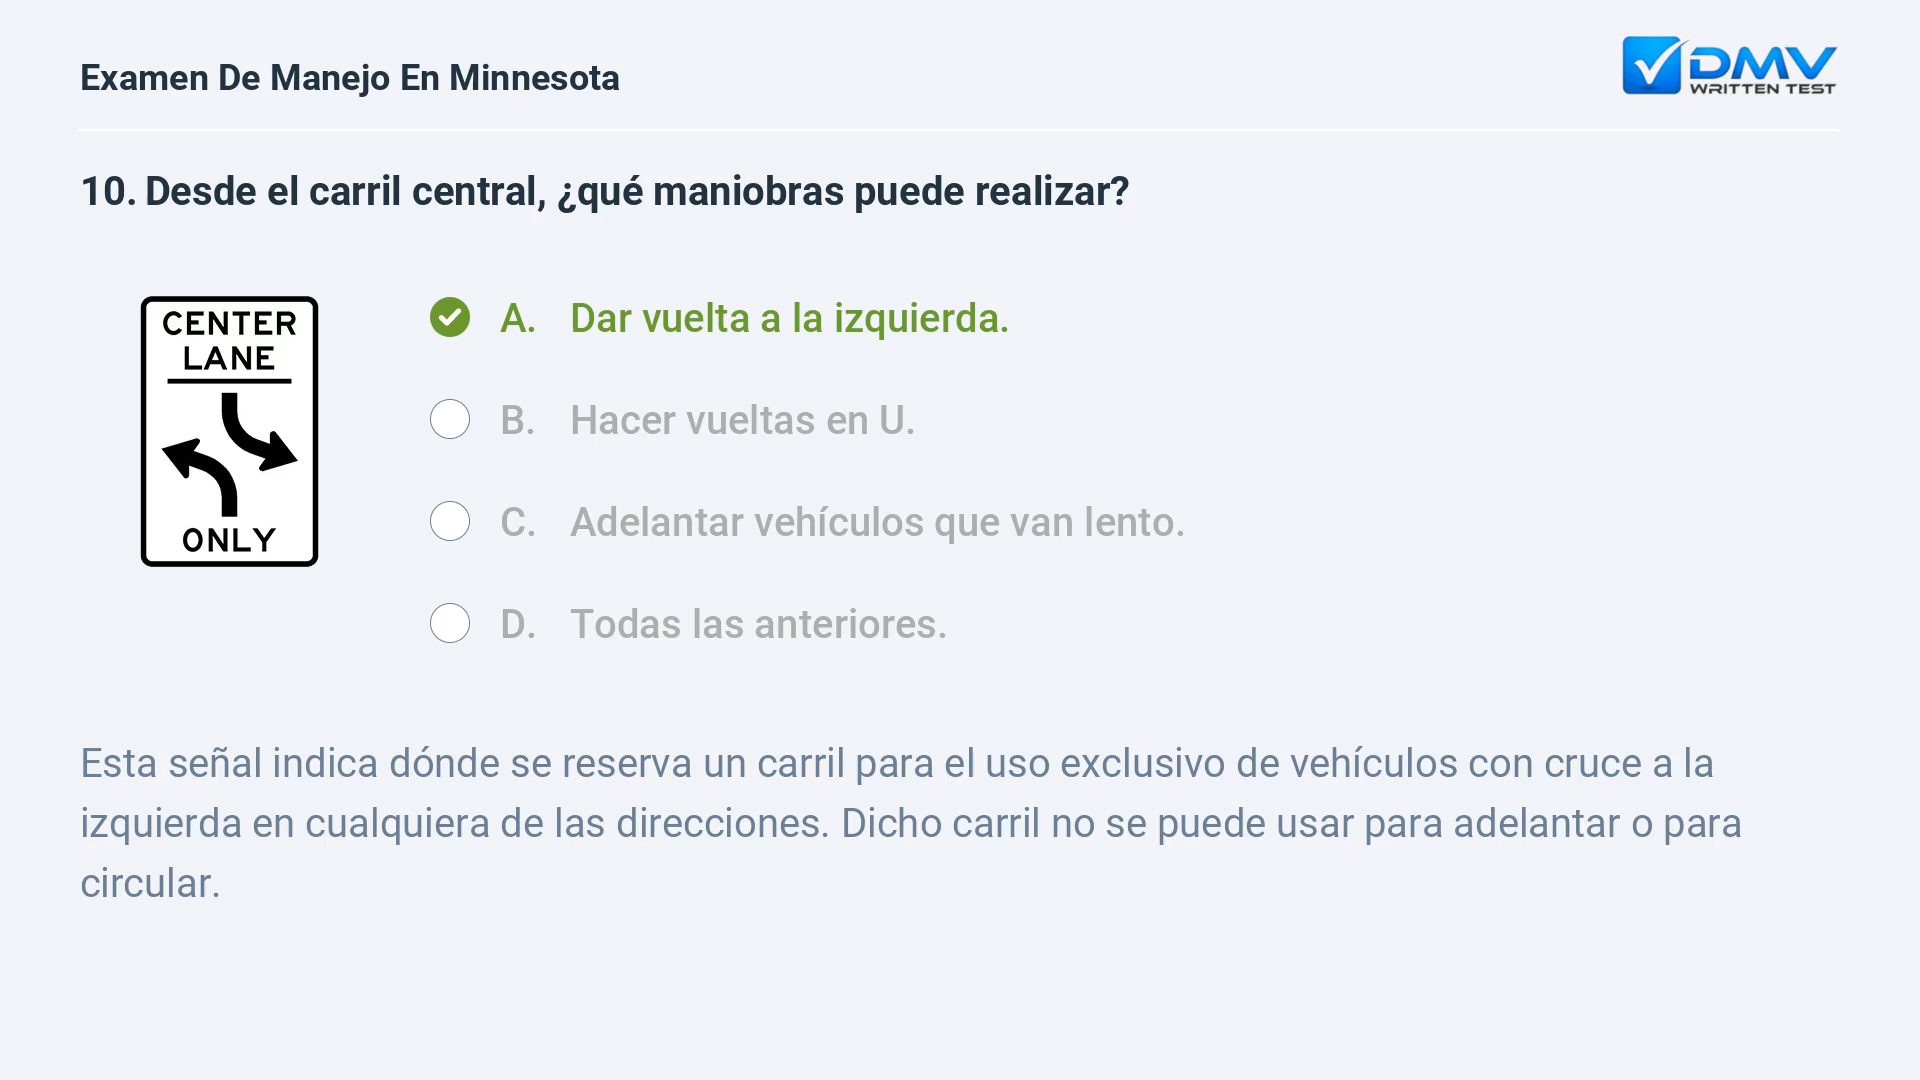 Examen De Manejo En Minnesota
DMV
WRITTEN TEST
10. Desde el carril central, ¿qué maniobras puede realizar?
CENTER
LANE
ONLY
A. Dar vuelta a la izquierda.
B. Hacer vueltas en U.
C. Adelantar vehículos que van lento.
D. Todas las anteriores.
Esta señal indica dónde se reserva un carril para el uso exclusivo de vehículos con cruce a la
izquierda en cualquiera de las direcciones. Dicho carril no se puede usar para adelantar o para
circular.